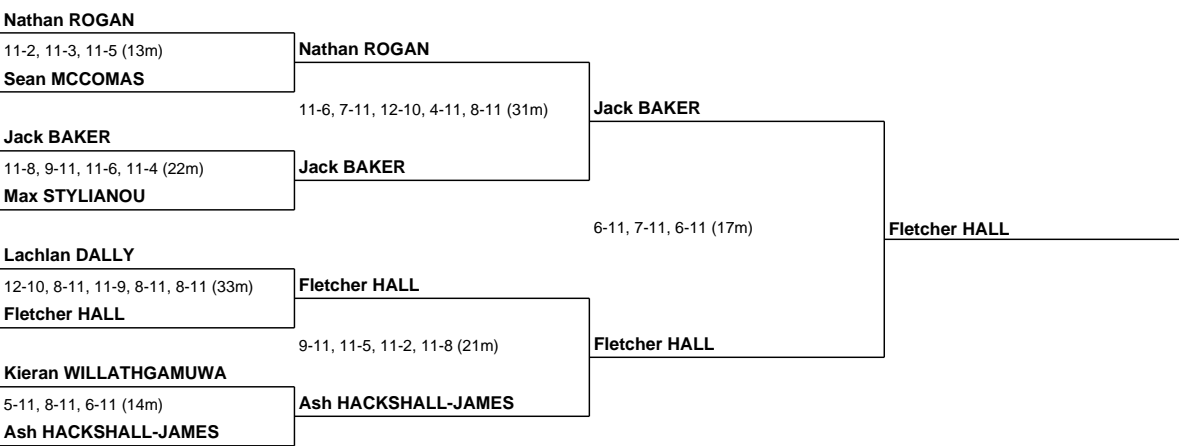 Nathan ROGAN
11-2, 11-3, 11-5 (13m)
Sean MCCOMAS
Jack BAKER
11-8, 9-11, 11-6, 11-4 (22m)
Max STYLIANOU
Lachlan DALLY
12-10, 8-11, 11-9, 8-11, 8-11 (33m)
Fletcher HALL
Kieran WILLATHGAMUWA
5-11, 8-11, 6-11 (14m)
Ash HACKSHALL-JAMES
Nathan ROGAN
11-6, 7-11, 12-10, 4-11, 8-11 (31m)
Jack BAKER
Fletcher HALL
9-11, 11-5, 11-2, 11-8 (21m)
Ash HACKSHALL-JAMES
Jack BAKER
6-11, 7-11, 6-11 (17m)
Fletcher HALL
Fletcher HALL